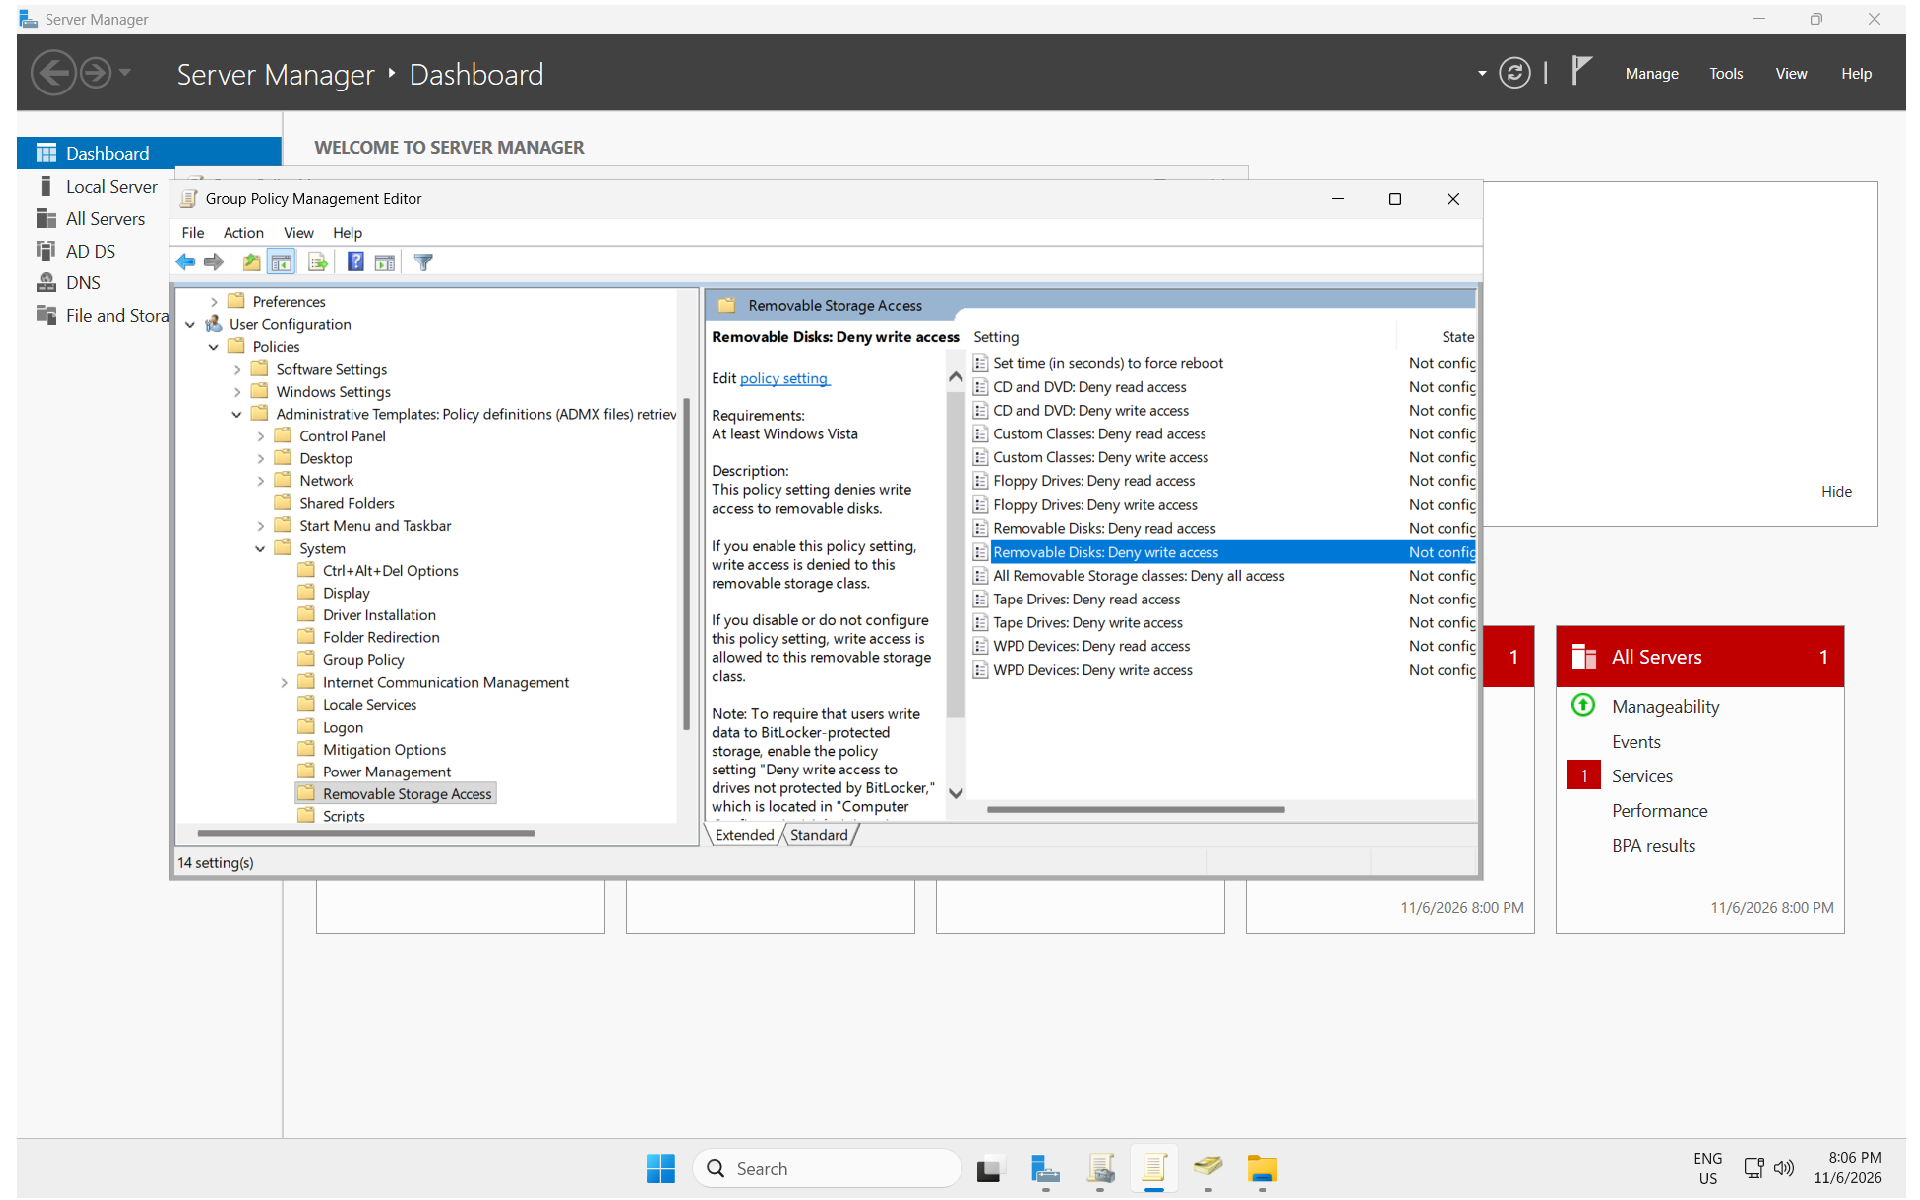 Server Manager
Server Manager ‣ Dashboard
Manage
Tools
View
Help
Dashboard
Local Server
All Servers
AD DS
DNS
File and Stora
WELCOME TO SERVER MANAGER
Group Policy Management Editor
File
Action
View
Help
Preferences
User Configuration
Policies
Software Settings
Windows Settings
Administrative Templates: Policy definitions (ADMX files) retriev
Control Panel
Desktop
Network
Shared Folders
Start Menu and Taskbar
System
Ctrl+Alt+Del Options
Display
Driver Installation
Folder Redirection
Group Policy
Internet Communication Management
Locale Services
Logon
Mitigation Options
Power Management
Removable Storage Access
Scripts
Removable Storage Access
Removable Disks: Deny write access
Edit policy setting
Requirements:
At least Windows Vista
Description:
This policy setting denies write
access to removable disks.
If you enable this policy setting,
write access is denied to this
removable storage class.
If you disable or do not configure
this policy setting, write access is
allowed to this removable storage
class.
Note: To require that users write
data to BitLocker-protected
storage, enable the policy
setting "Deny write access to
drives not protected by BitLocker,"
which is located in "Computer
Setting
State
Set time (in seconds) to force reboot
Not config
CD and DVD: Deny read access
Not config
CD and DVD: Deny write access
Not config
Custom Classes: Deny read access
Not config
Custom Classes: Deny write access
Not config
Floppy Drives: Deny read access
Not config
Floppy Drives: Deny write access
Not config
Removable Disks: Deny read access
Not config
Removable Disks: Deny write access
Not config
All Removable Storage classes: Deny all access
Not config
Tape Drives: Deny read access
Not config
Tape Drives: Deny write access
Not config
WPD Devices: Deny read access
Not config
WPD Devices: Deny write access
Not config
Extended
Standard
14 setting(s)
Hide
1
11/6/2026 8:00 PM
All Servers
1
Manageability
Events
1 Services
Performance
BPA results
11/6/2026 8:00 PM
Search
ENG
US
8:06 PM
11/6/2026